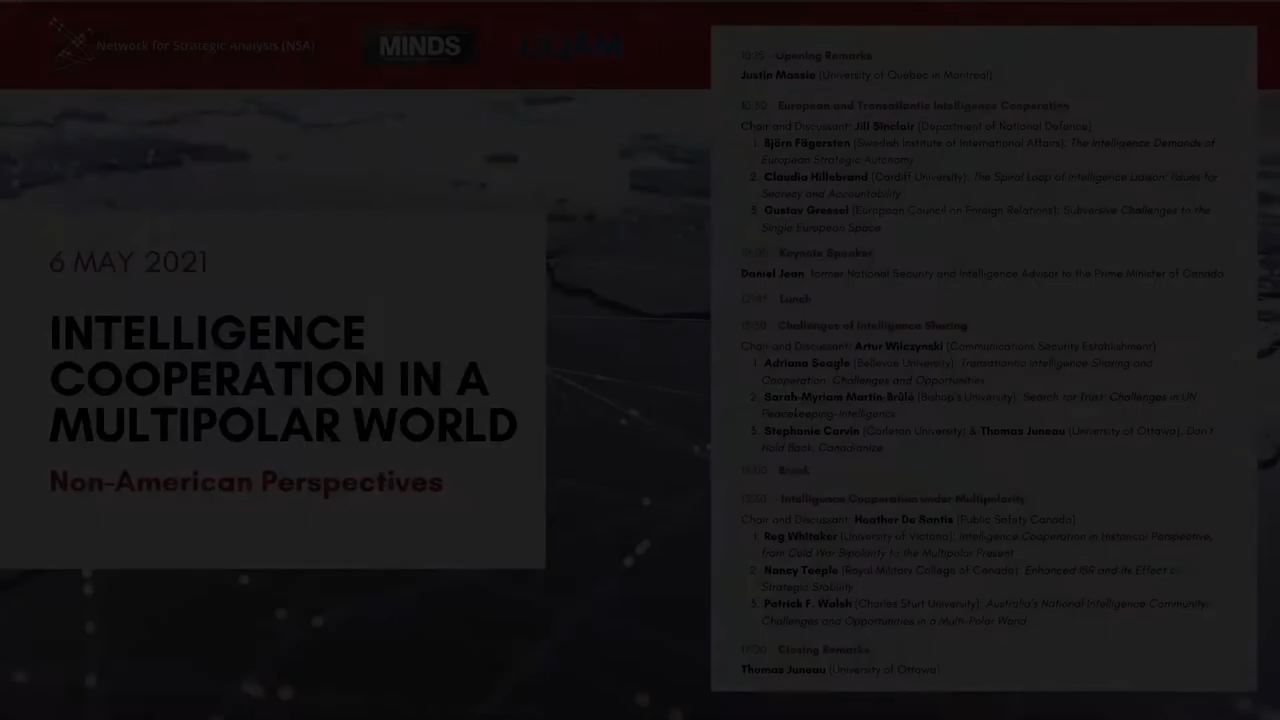 Network for Strategic Analysis (NSA)
MINDS
UQAM
6 MAY 2021
INTELLIGENCE
COOPERATION IN A
MULTIPOLAR WORLD
Non-American Perspectives
10:15 Opening Remarks
Justin Massie (University of Quebec in Montreal)
10:30 European and Transatlantic Intelligence Cooperation
Chair and Discussant: Jill Sinclair (Department of National Defence)
1. Björn Fägersten (Swedish Institute of International Affairs): The Intelligence Demands of
European Strategic Autonomy
2. Claudia Hillebrand (Cardiff University): The Spiral Loop of Intelligence Liaison: Issues for
Secrecy and Accountability
3. Gustav Gressel (European Council on Foreign Relations): Subversive Challenges to the
Single European Space
Keynote Speaker
Daniel Jean, former National Security and Intelligence Advisor to the Prime Minister of Canada
Lunch
13:30 Challenges of Intelligence Sharing
Chair and Discussant: Artur Wilczynski (Communications Security Establishment)
1. Adriana Seagle (Bellevue University): Transatlantic Intelligence Sharing and
Cooperation: Challenges and Opportunities
2. Sarah-Myriam Martin-Brûlé (Bishop's University): Search for Trust: Challenges in UN
Peacekeeping-Intelligence
3. Stephanie Carvin (Carleton University) & Thomas Juneau (University of Ottawa): Don't
Hold Back, Canadianize
15:00 Break
15:30 Intelligence Cooperation under Multipolarity
Chair and Discussant: Heather De Santis (Public Safety Canada)
1. Reg Whitaker (University of Victoria): Intelligence Cooperation in Historical Perspective,
from Cold War Bipolarity to the Multipolar Present
2. Nancy Teeple (Royal Military College of Canada): Enhanced ISR and its Effect on
Strategic Stability
3. Patrick F. Walsh (Charles Sturt University): Australia's National Intelligence Community:
Challenges and Opportunities in a Multi-Polar World
Closing Remarks
Thomas Juneau (University of Ottawa)